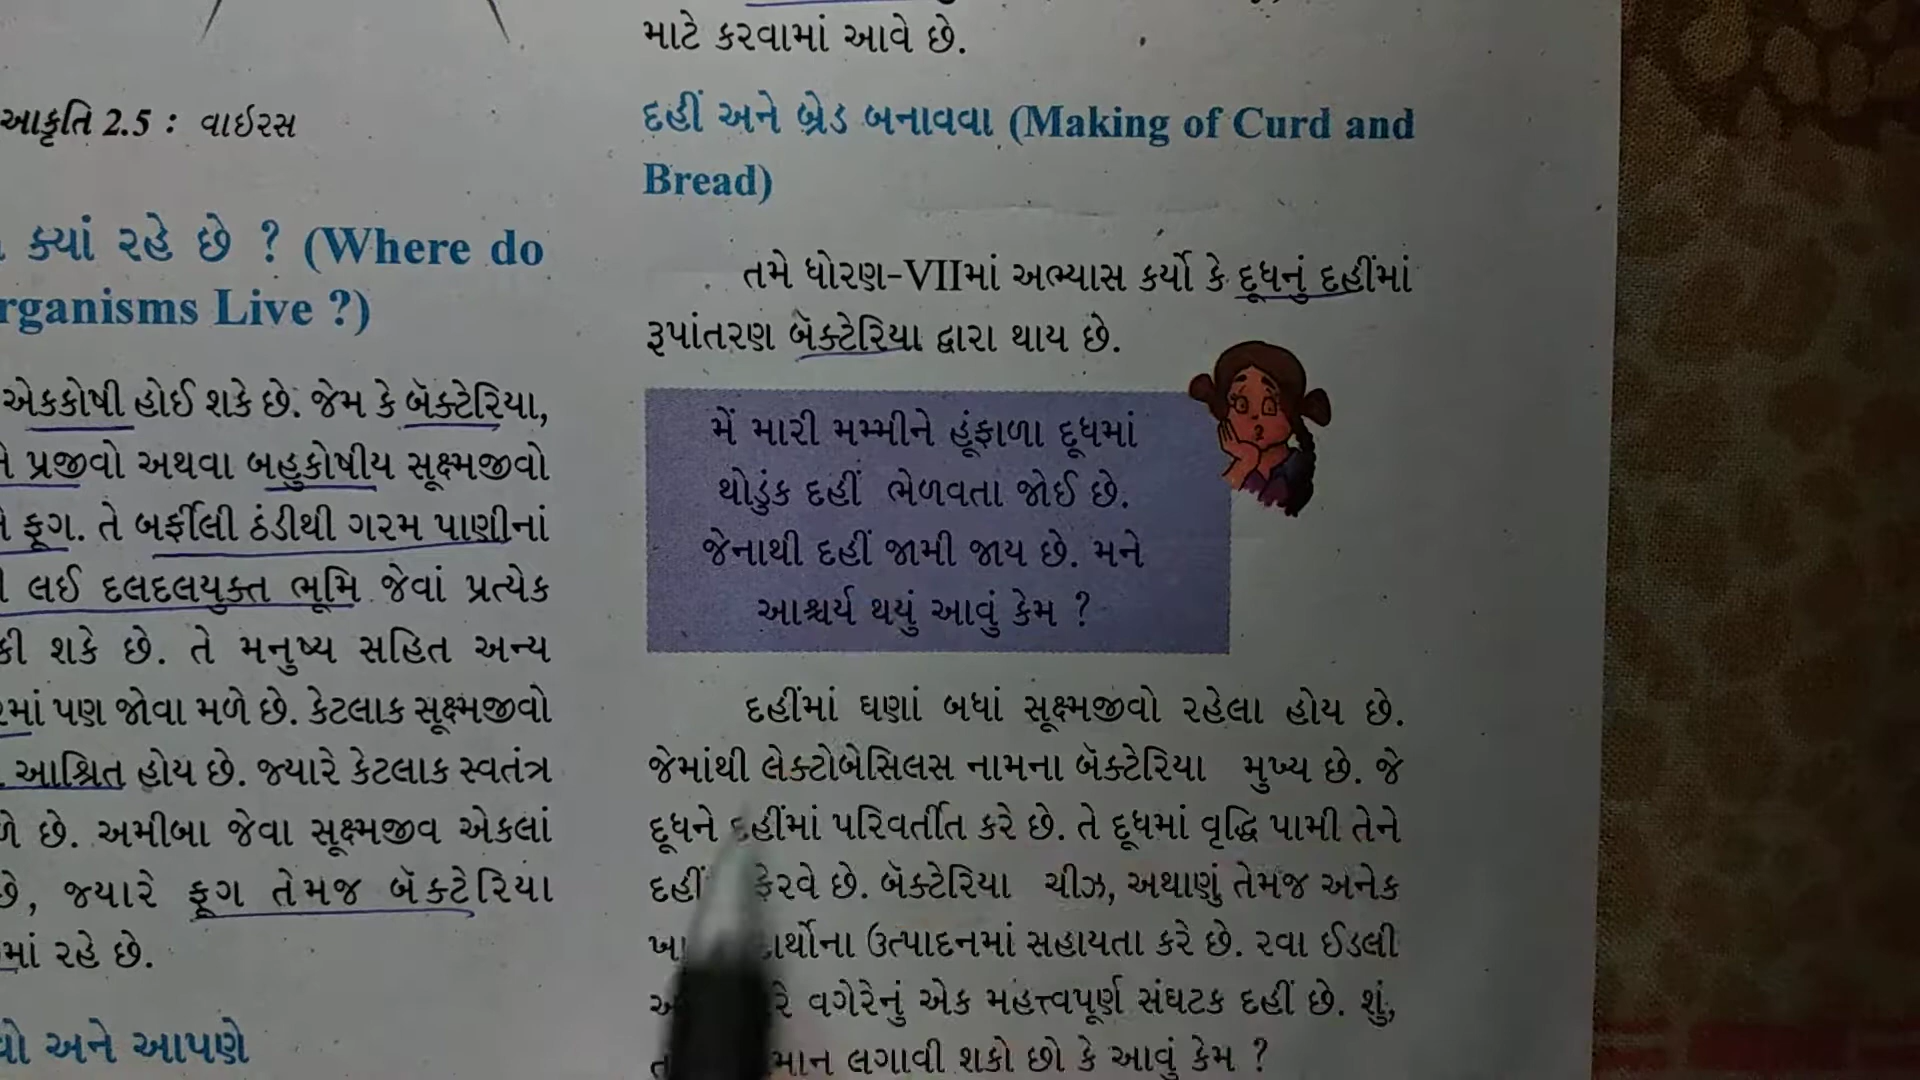 આકૃતિ 2.5 : વાઇરસ
ક્યાં રહે છે ? (Where do
rganisms Live ?)
એકકોષી હોઈ શકે છે. જેમ કે બૅક્ટેરિયા,
પ્રજીવો અથવા બહુકોષીય સૂક્ષ્મજીવો
ફૂગ. તે બર્ફીલી ઠંડીથી ગરમ પાણીનાં
લઈ દલદલયુક્ત ભૂમિ જેવાં પ્રત્યેક
શકે છે. તે મનુષ્ય સહિત અન્ય
પણ જોવા મળે છે. કેટલાક સૂક્ષ્મજીવો
આશ્રિત હોય છે. જ્યારે કેટલાક સ્વતંત્ર
છે. અમીબા જેવા સૂક્ષ્મજીવ એકલાં
છે, જ્યારે ફૂગ તેમજ બૅક્ટેરિયા
માં રહે છે.
અને આપણે
માટે કરવામાં આવે છે.
દહીં અને બ્રેડ બનાવવા (Making of Curd and
Bread)
તમે ધોરણ-VIIમાં અભ્યાસ કર્યો કે દૂધનું દહીંમાં
રૂપાંતરણ બૅક્ટેરિયા દ્વારા થાય છે.
મેં મારી મમ્મીને હૂંફાળા દૂધમાં
થોડુંક દહીં ભેળવતા જોઈ છે.
જેનાથી દહીં જામી જાય છે. મને
આશ્ચર્ય થયું આવું કેમ ?
દહીંમાં ઘણાં બધાં સૂક્ષ્મજીવો રહેલા હોય છે.
જેમાંથી લેક્ટોબેસિલસ નામના બૅક્ટેરિયા મુખ્ય છે. જે
દૂધને દહીંમાં પરિવર્તીત કરે છે. તે દૂધમાં વૃદ્ધિ પામી તેને
દહીં ફેરવે છે. બૅક્ટેરિયા ચીઝ, અથાણું તેમજ અનેક
ઉત્પાદનમાં સહાયતા કરે છે. રવા ઈડલી
વગેરેનું એક મહત્ત્વપૂર્ણ સંઘટક દહીં છે. શું,
લગાવી શકો છો કે આવું કેમ ?